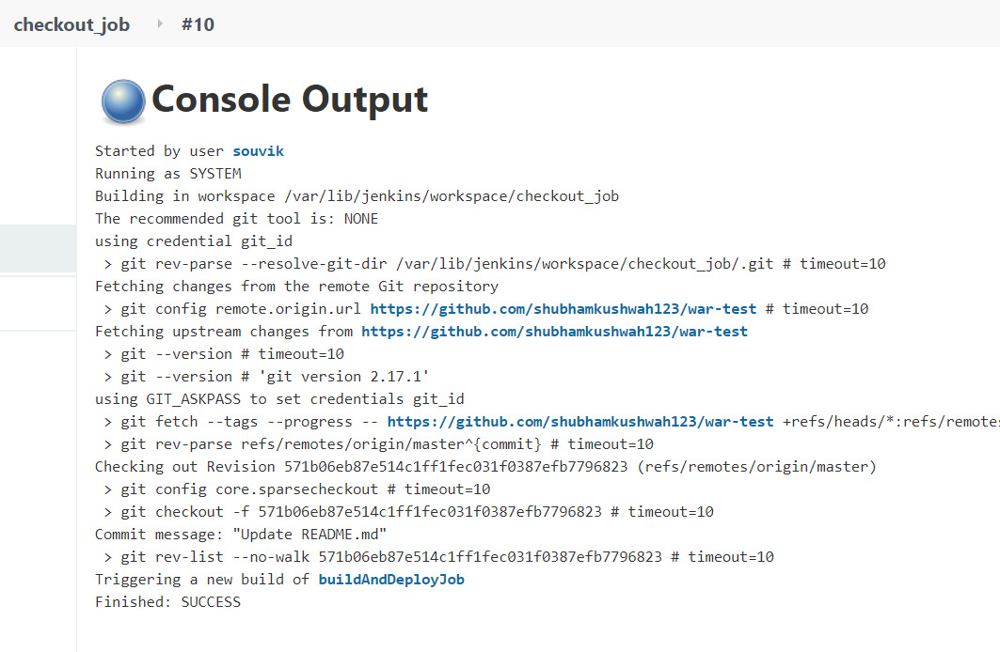 checkout_job #10
Console Output
Started by user souvik
Running as SYSTEM
Building in workspace /var/lib/jenkins/workspace/checkout_job
The recommended git tool is: NONE
using credential git_id
> git rev-parse --resolve-git-dir /var/lib/jenkins/workspace/checkout_job/.git # timeout=10
Fetching changes from the remote Git repository
> git config remote.origin.url https://github.com/shubhamkushwah123/war-test # timeout=10
Fetching upstream changes from https://github.com/shubhamkushwah123/war-test
> git --version # timeout=10
> git --version # 'git version 2.17.1'
using GIT_ASKPASS to set credentials git_id
> git fetch --tags --progress -- https://github.com/shubhamkushwah123/war-test +refs/heads/*:refs/remotes
> git rev-parse refs/remotes/origin/master^{commit} # timeout=10
Checking out Revision 571b06eb87e514c1ff1fec031f0387efb7796823 (refs/remotes/origin/master)
> git config core.sparsecheckout # timeout=10
> git checkout -f 571b06eb87e514c1ff1fec031f0387efb7796823 # timeout=10
Commit message: "Update README.md"
> git rev-list --no-walk 571b06eb87e514c1ff1fec031f0387efb7796823 # timeout=10
Triggering a new build of buildAndDeployJob
Finished: SUCCESS